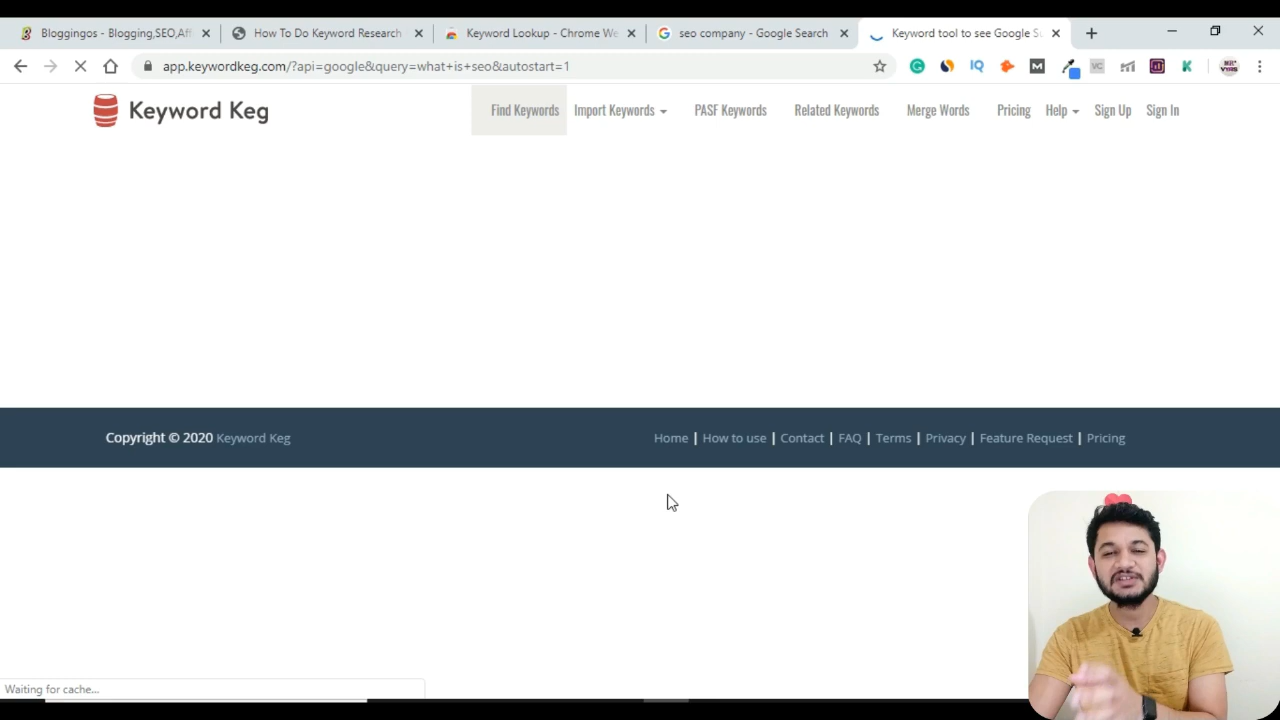 Bloggingos - Blogging,SEO,Aff
How To Do Keyword Research
Keyword Lookup - Chrome We
seo company - Google Search
Keyword tool to see Google Su
app.keywordkeg.com/?api=google&query=what+is+seo&autostart=1
IQ
M
VC
K
Keyword Keg
Find Keywords
Import Keywords
PASF Keywords
Related Keywords
Merge Words
Pricing
Help
Sign Up
Sign In
Copyright © 2020 Keyword Keg
Home | How to use | Contact | FAQ | Terms | Privacy | Feature Request | Pricing
Waiting for cache...